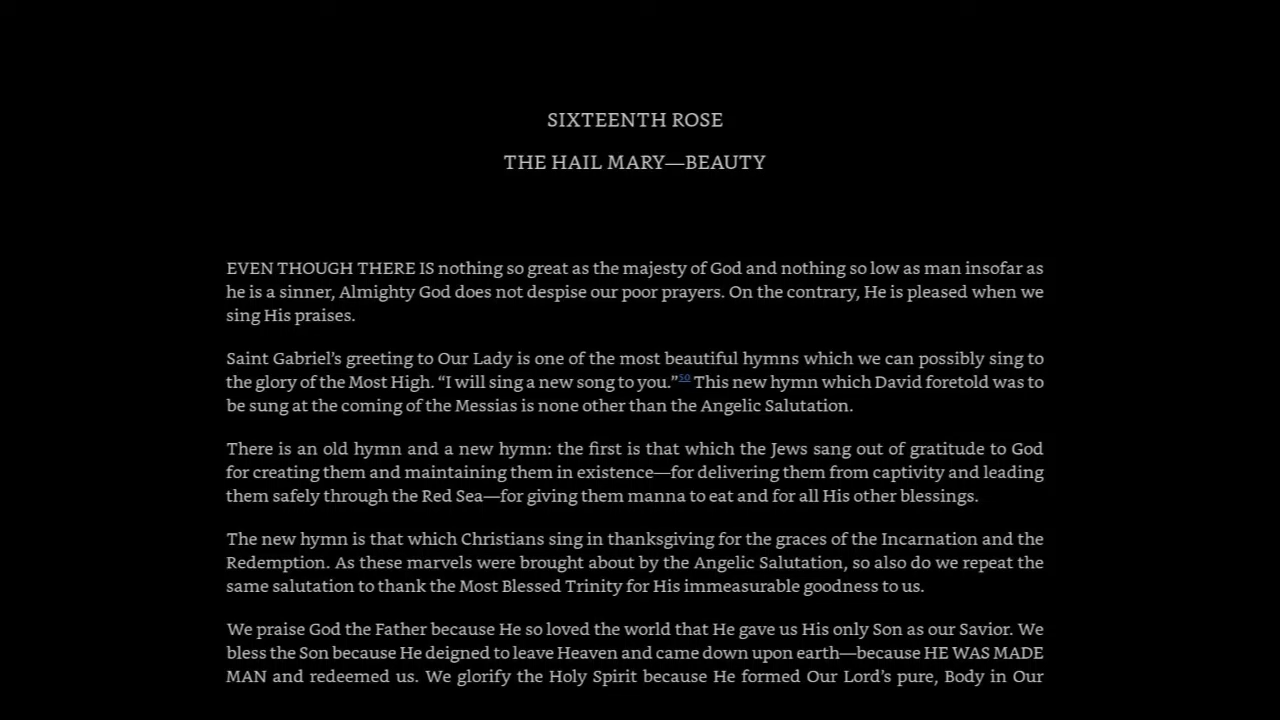 SIXTEENTH ROSE
THE HAIL MARY—BEAUTY
EVEN THOUGH THERE IS nothing so great as the majesty of God and nothing so low as man insofar as
he is a sinner, Almighty God does not despise our poor prayers. On the contrary, He is pleased when we
sing His praises.
Saint Gabriel’s greeting to Our Lady is one of the most beautiful hymns which we can possibly sing to
the glory of the Most High. “I will sing a new song to you.”50 This new hymn which David foretold was to
be sung at the coming of the Messias is none other than the Angelic Salutation.
There is an old hymn and a new hymn: the first is that which the Jews sang out of gratitude to God
for creating them and maintaining them in existence—for delivering them from captivity and leading
them safely through the Red Sea—for giving them manna to eat and for all His other blessings.
The new hymn is that which Christians sing in thanksgiving for the graces of the Incarnation and the
Redemption. As these marvels were brought about by the Angelic Salutation, so also do we repeat the
same salutation to thank the Most Blessed Trinity for His immeasurable goodness to us.
We praise God the Father because He so loved the world that He gave us His only Son as our Savior. We
bless the Son because He deigned to leave Heaven and came down upon earth—because HE WAS MADE
MAN and redeemed us. We glorify the Holy Spirit because He formed Our Lord’s pure, Body in Our